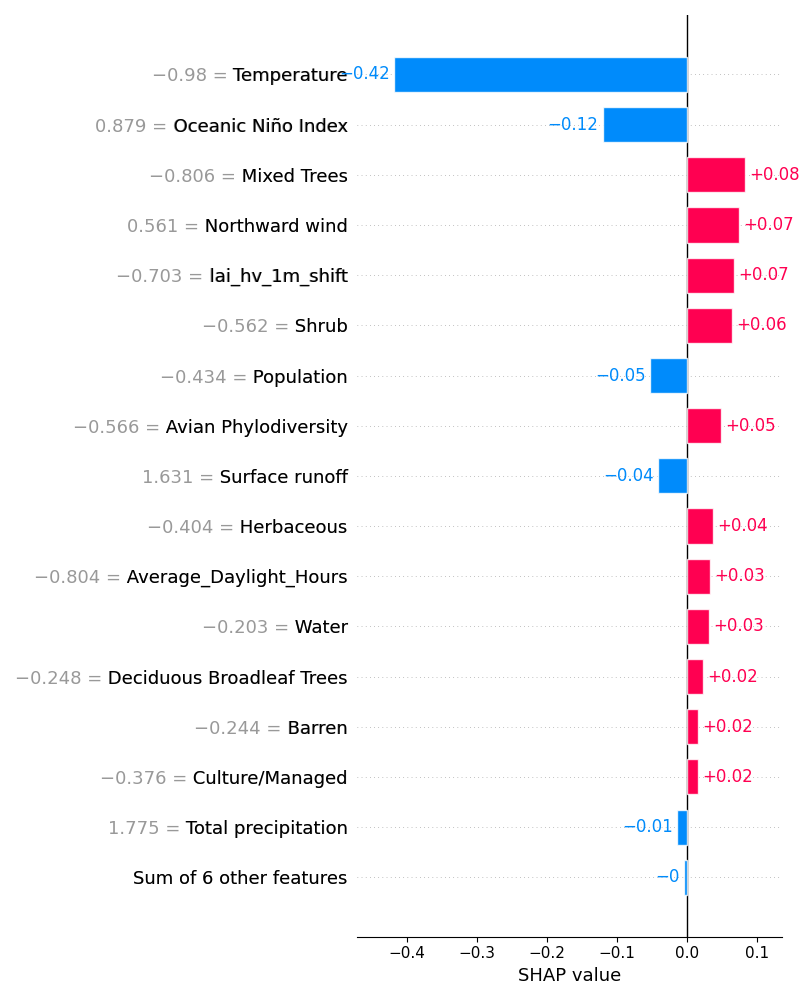 −0.98 = Temperature −0.42
0.879 = Oceanic Niño Index −0.12
−0.806 = Mixed Trees +0.08
0.561 = Northward wind +0.07
−0.703 = lai_hv_1m_shift +0.07
−0.562 = Shrub +0.06
−0.434 = Population −0.05
−0.566 = Avian Phylodiversity +0.05
1.631 = Surface runoff −0.04
−0.404 = Herbaceous +0.04
−0.804 = Average_Daylight_Hours +0.03
−0.203 = Water +0.03
−0.248 = Deciduous Broadleaf Trees +0.02
−0.244 = Barren +0.02
−0.376 = Culture/Managed +0.02
1.775 = Total precipitation −0.01
Sum of 6 other features −0
−0.4 −0.3 −0.2 −0.1 0.0 0.1
SHAP value